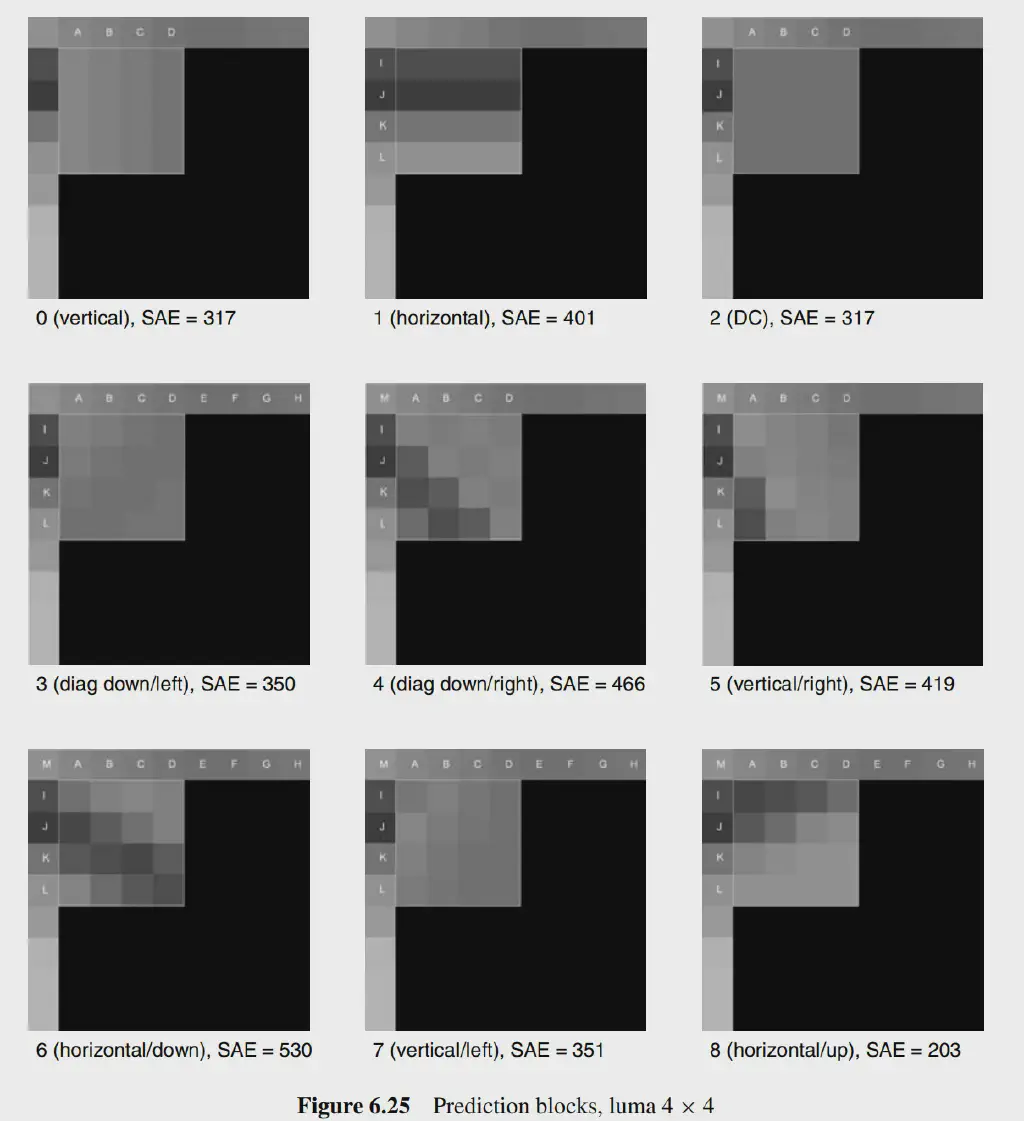 A B C D
I
J
K
L
A B C D
I
J
K
L
0 (vertical), SAE = 317
1 (horizontal), SAE = 401
2 (DC), SAE = 317
A B C D E F G H
I
J
K
L
M A B C D
I
J
K
L
M A B C D
I
J
K
L
3 (diag down/left), SAE = 350
4 (diag down/right), SAE = 466
5 (vertical/right), SAE = 419
M A B C D E F G H
I
J
K
L
M A B C D E F G H
I
J
K
L
M A B C D E F G H
I
J
K
L
6 (horizontal/down), SAE = 530
7 (vertical/left), SAE = 351
8 (horizontal/up), SAE = 203
Figure 6.25 Prediction blocks, luma 4 × 4